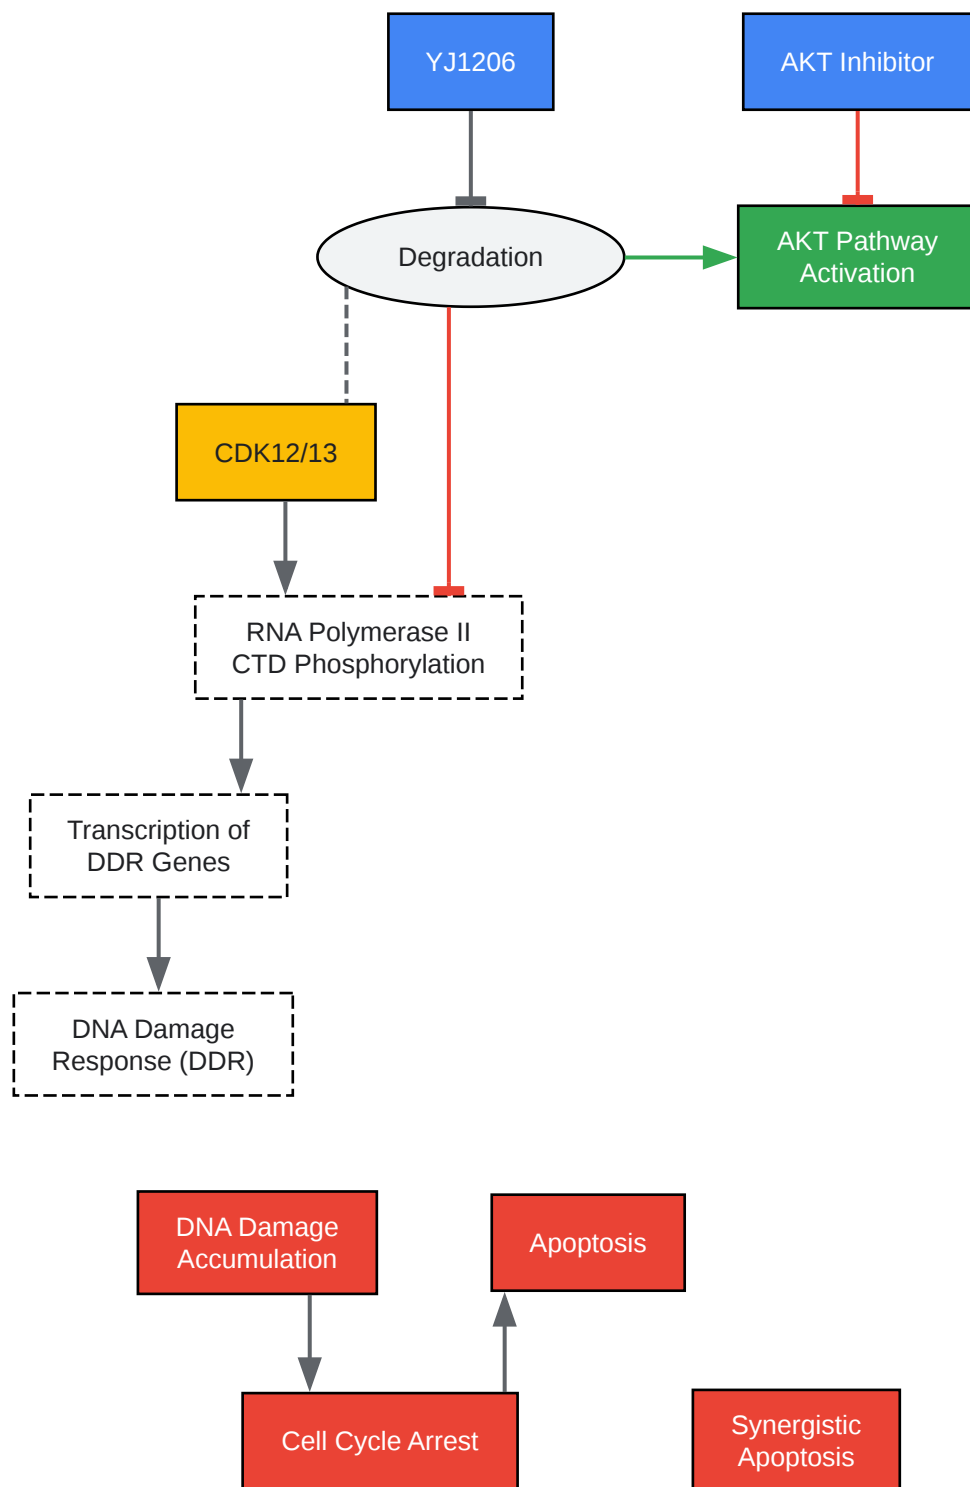 YJ1206
AKT Inhibitor
Degradation
AKT Pathway
Activation
CDK12/13
RNA Polymerase II
CTD Phosphorylation
Transcription of
DDR Genes
DNA Damage
Response (DDR)
DNA Damage
Accumulation
Apoptosis
Cell Cycle Arrest
Synergistic
Apoptosis